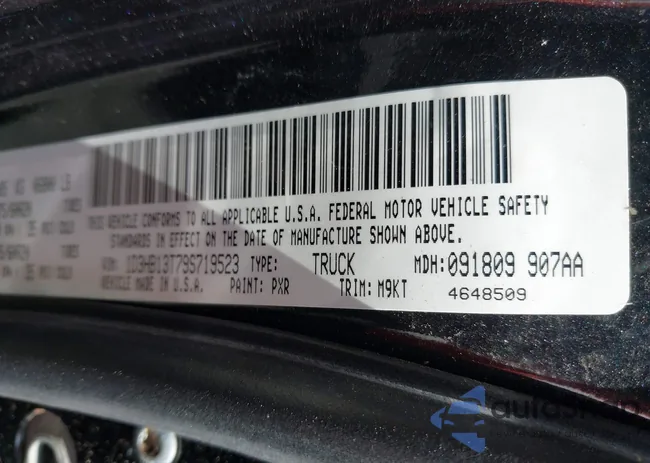 THIS VEHICLE CONFORMS TO ALL APPLICABLE U.S.A. FEDERAL MOTOR VEHICLE SAFETY
STANDARDS IN EFFECT ON THE DATE OF MANUFACTURE SHOWN ABOVE.
VIN: 1D3HB13T79S719523 TYPE: TRUCK MDH: 091809 907AA
MADE IN U.S.A. PAINT: PXR TRIM: M9KT 4648509